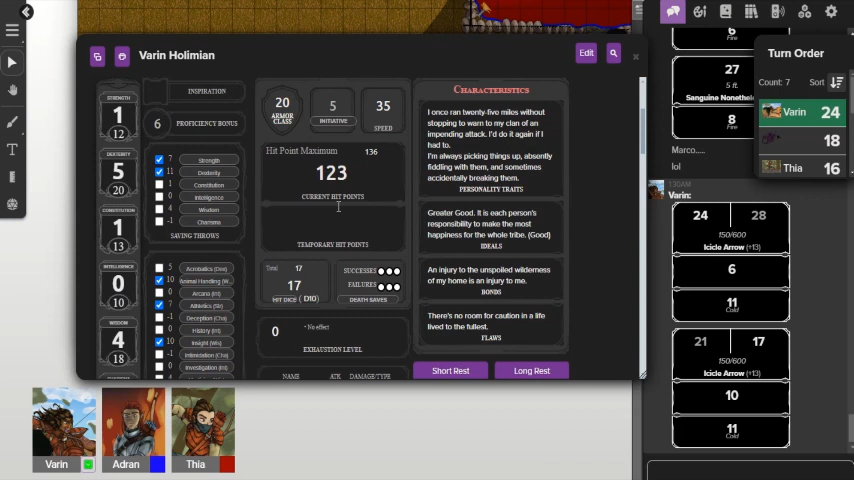 Varin Holimian
Edit
STRENGTH
1
12
DEXTERITY
5
20
CONSTITUTION
1
13
INTELLIGENCE
0
10
WISDOM
4
18
INSPIRATION
6
PROFICIENCY BONUS
7 Strength
11 Dexterity
1 Constitution
0 Intelligence
4 Wisdom
-1 Charisma
SAVING THROWS
5 Acrobatics (Dex)
10 Animal Handling (W...
0 Arcana (Int)
7 Athletics (Str)
-1 Deception (Cha)
0 History (Int)
10 Insight (Wis)
-1 Intimidation (Cha)
0 Investigation (Int)
20
ARMOR
CLASS
5
INITIATIVE
35
SPEED
Hit Point Maximum 136
123
CURRENT HIT POINTS
TEMPORARY HIT POINTS
Total 17
17
HIT DICE ( D10)
SUCCESSES
FAILURES
DEATH SAVES
0
- No effect
EXHAUSTION LEVEL
NAME ATK DAMAGE/TYPE
CHARACTERISTICS
I once ran twenty-five miles without
stopping to warn to my clan of an
impending attack. I'd do it again if I
had to.
I'm always picking things up, absently
fiddling with them, and sometimes
accidentally breaking them.
PERSONALITY TRAITS
Greater Good. It is each person's
responsibility to make the most
happiness for the whole tribe. (Good)
IDEALS
An injury to the unspoiled wilderness
of my home is an injury to me.
BONDS
There's no room for caution in a life
lived to the fullest.
FLAWS
Short Rest Long Rest
Varin
Adran
Thia
6
Fire
27
5 ft.
Sanguine Nonethel
8
Fire
Marco.....
lol
1:30AM
Varin:
24 28
150/600
Icicle Arrow (+13)
6
11
Cold
21 17
150/600
Icicle Arrow (+13)
10
11
Cold
Turn Order
Count: 7 Sort
Varin 24
18
Thia 16